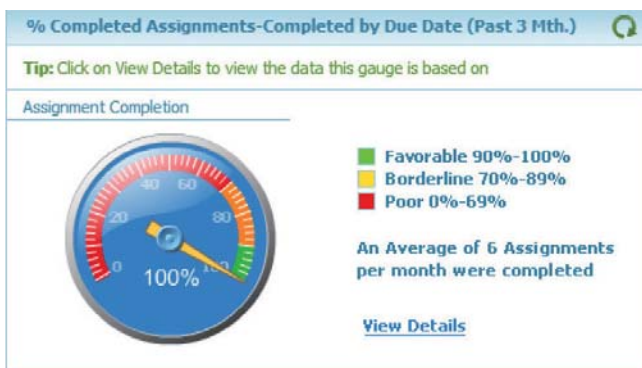 % Completed Assignments-Completed by Due Date (Past 3 Mth.)
Tip: Click on View Details to view the data this gauge is based on
Assignment Completion
40 60
20 80
0 100
100%
Favorable 90%-100%
Borderline 70%-89%
Poor 0%-69%
An Average of 6 Assignments
per month were completed
View Details